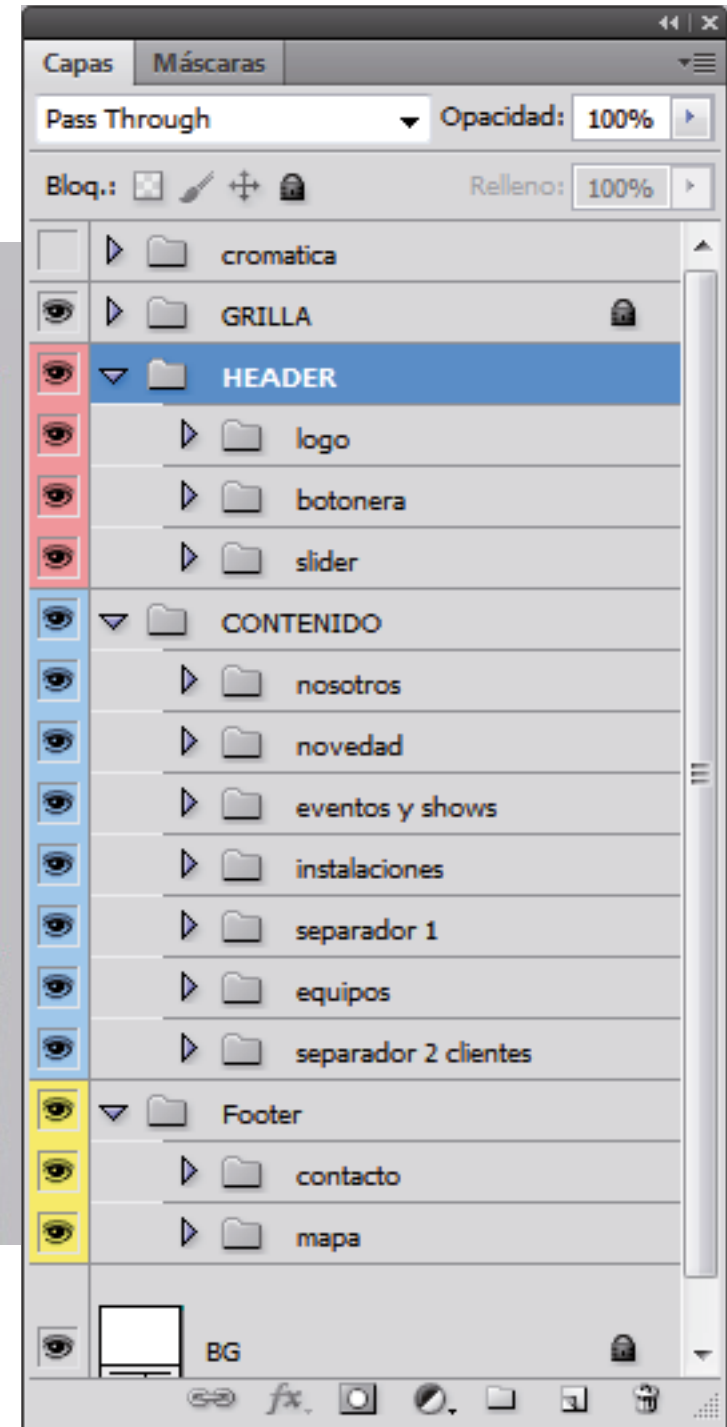 Capas Máscaras
Pass Through Opacidad: 100%
Bloq.: Relleno: 100%
cromatica
GRILLA
HEADER
logo
botonera
slider
CONTENIDO
nosotros
novedad
eventos y shows
instalaciones
separador 1
equipos
separador 2 clientes
Footer
contacto
mapa
BG
fx.